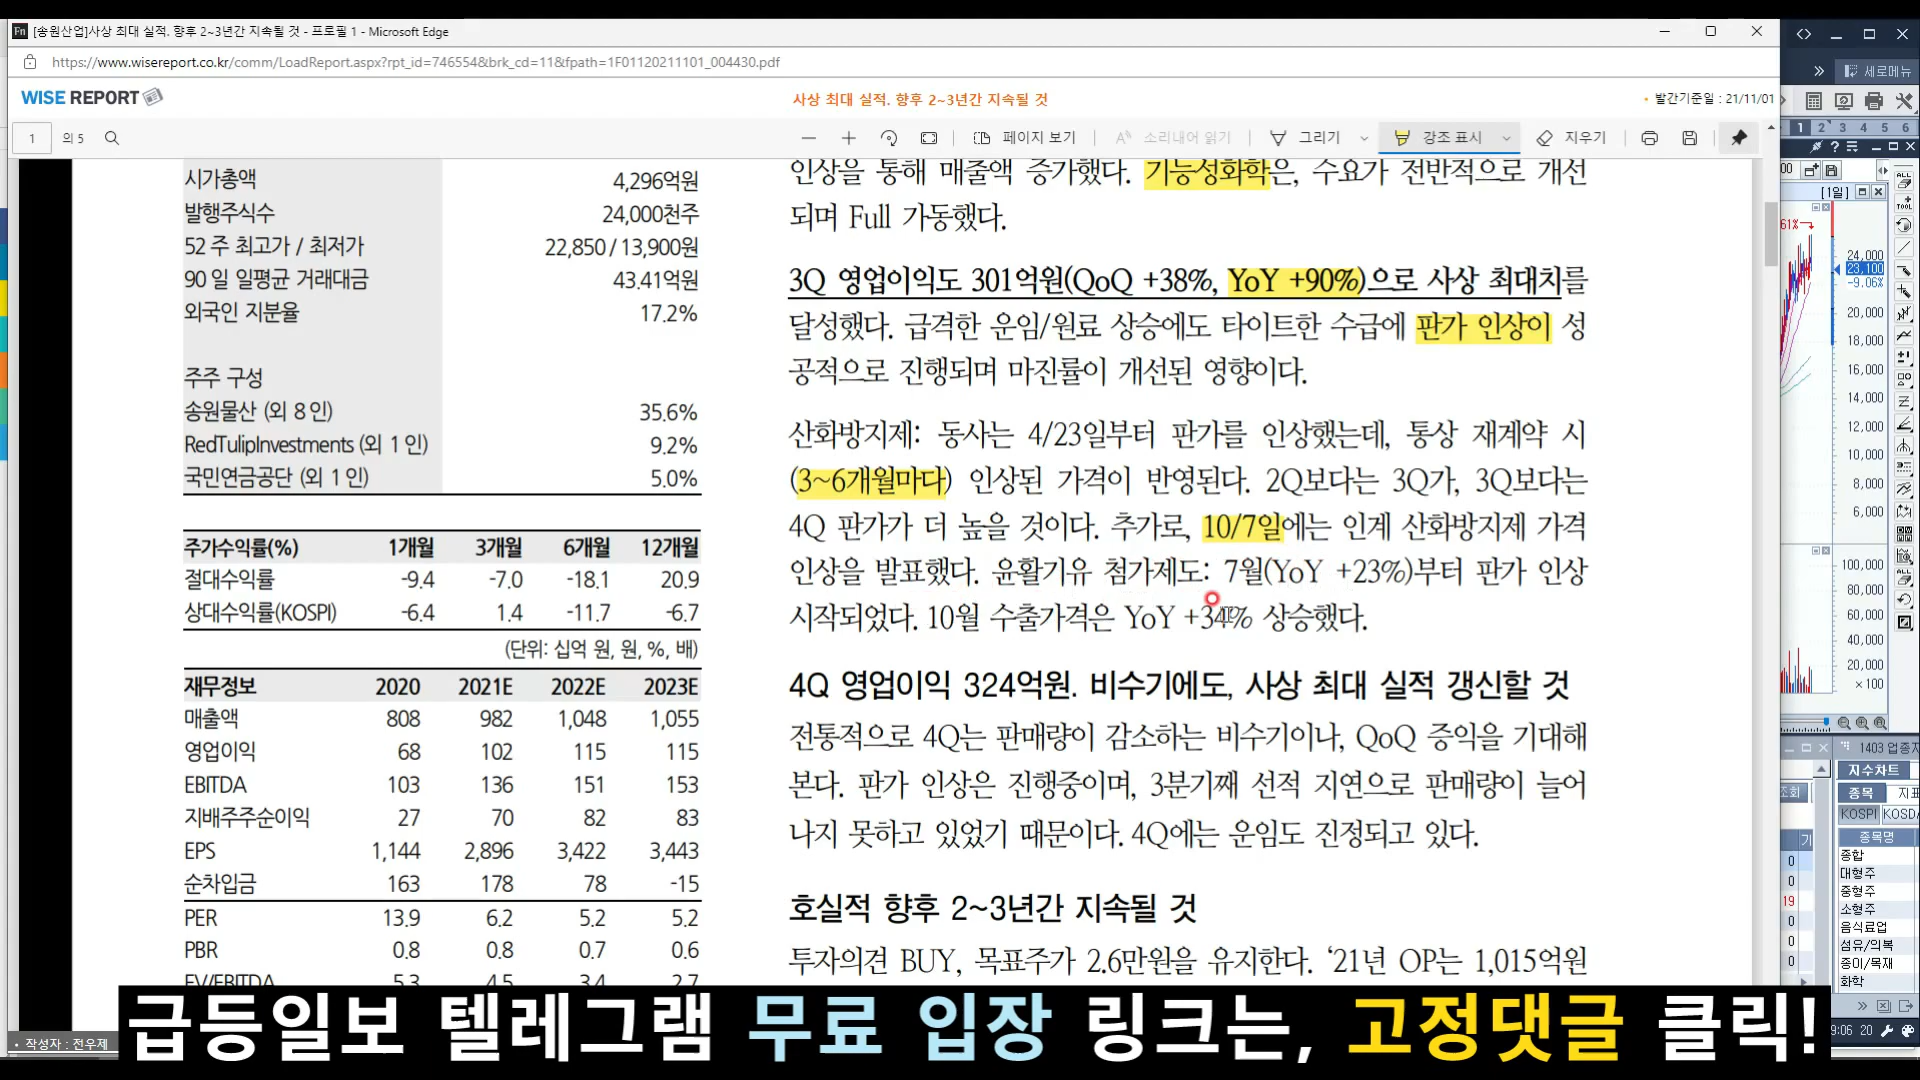 [송원산업]사상 최대 실적. 향후 2~3년간 지속될 것 - 프로필 1 - Microsoft Edge
https://www.wisereport.co.kr/comm/LoadReport.aspx?rpt_id=746554&brk_cd=11&fpath=1F01120211101_004430.pdf
WISE REPORT
사상 최대 실적. 향후 2~3년간 지속될 것
• 발간기준일 : 21/11/01
1 의 5
페이지 보기
소리내어 읽기
그리기
강조 표시
지우기
시가총액 4,296억원
발행주식수 24,000천주
52 주 최고가 / 최저가 22,850 / 13,900원
90 일 일평균 거래대금 43.41억원
외국인 지분율 17.2%
주주 구성
송원물산 (외 8 인) 35.6%
RedTulipInvestments (외 1 인) 9.2%
국민연금공단 (외 1 인) 5.0%
주가수익률(%) 1개월 3개월 6개월 12개월
절대수익률 -9.4 -7.0 -18.1 20.9
상대수익률(KOSPI) -6.4 1.4 -11.7 -6.7
(단위: 십억 원, 원, %, 배)
재무정보 2020 2021E 2022E 2023E
매출액 808 982 1,048 1,055
영업이익 68 102 115 115
EBITDA 103 136 151 153
지배주주순이익 27 70 82 83
EPS 1,144 2,896 3,422 3,443
순차입금 163 178 78 -15
PER 13.9 6.2 5.2 5.2
PBR 0.8 0.8 0.7 0.6
EV/EBITDA 5.3 4.5 3.4 2.7
인상을 통해 매출액 증가했다. 기능성화학은, 수요가 전반적으로 개선
되며 Full 가동했다.
3Q 영업이익도 301억원(QoQ +38%, YoY +90%)으로 사상 최대치를
달성했다. 급격한 운임/원료 상승에도 타이트한 수급에 판가 인상이 성
공적으로 진행되며 마진률이 개선된 영향이다.
산화방지제: 동사는 4/23일부터 판가를 인상했는데, 통상 재계약 시
(3~6개월마다) 인상된 가격이 반영된다. 2Q보다는 3Q가, 3Q보다는
4Q 판가가 더 높을 것이다. 추가로, 10/7일에는 인계 산화방지제 가격
인상을 발표했다. 윤활기유 첨가제도: 7월(YoY +23%)부터 판가 인상
시작되었다. 10월 수출가격은 YoY +34% 상승했다.
4Q 영업이익 324억원. 비수기에도, 사상 최대 실적 갱신할 것
전통적으로 4Q는 판매량이 감소하는 비수기이나, QoQ 증익을 기대해
본다. 판가 인상은 진행중이며, 3분기째 선적 지연으로 판매량이 늘어
나지 못하고 있었기 때문이다. 4Q에는 운임도 진정되고 있다.
호실적 향후 2~3년간 지속될 것
투자의견 BUY, 목표주가 2.6만원을 유지한다. ‘21년 OP는 1,015억원
세로메뉴
1 2 3 4 5 6
[1일]
61%
24,000
23,100
-9.06%
20,000
18,000
16,000
14,000
12,000
10,000
8,000
6,000
100,000
80,000
60,000
40,000
20,000
×100
1403 업종지
지수차트
조회 종목 지표
KOSPI KOSD
종목명
종합
대형주
중형주
소형주
음식료업
섬유/의복
종이/목재
화학
0
0
19
0
0
0
9:06 20
• 작성자 : 전우제
급등일보 텔레그램 무료 입장 링크는, 고정댓글 클릭!